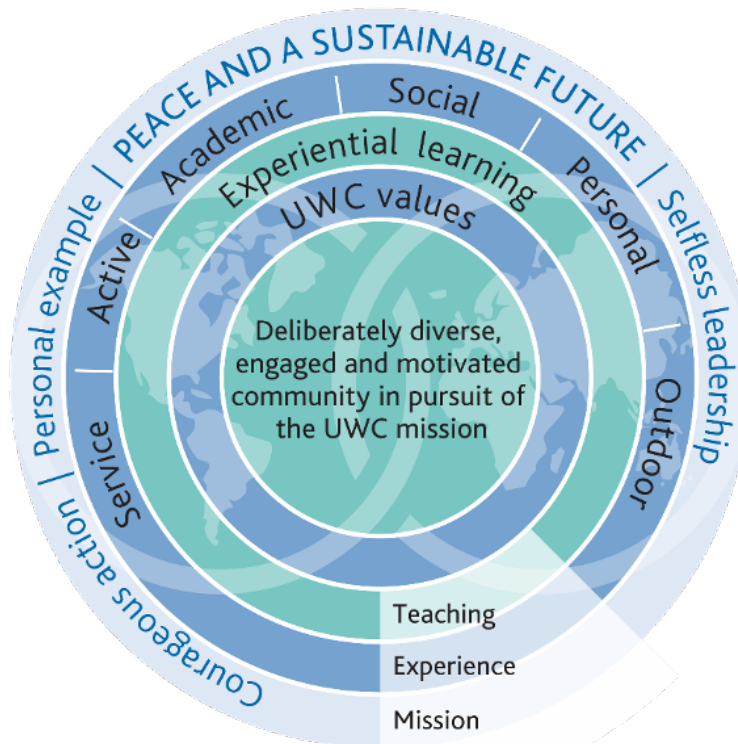 Courageous action | Personal example | PEACE AND A SUSTAINABLE FUTURE | Selfless leadership
Service
Active
Academic
Social
Personal
Outdoor
Experiential learning
UWC values
Deliberately diverse,
engaged and motivated
community in pursuit of
the UWC mission
Teaching
Experience
Mission